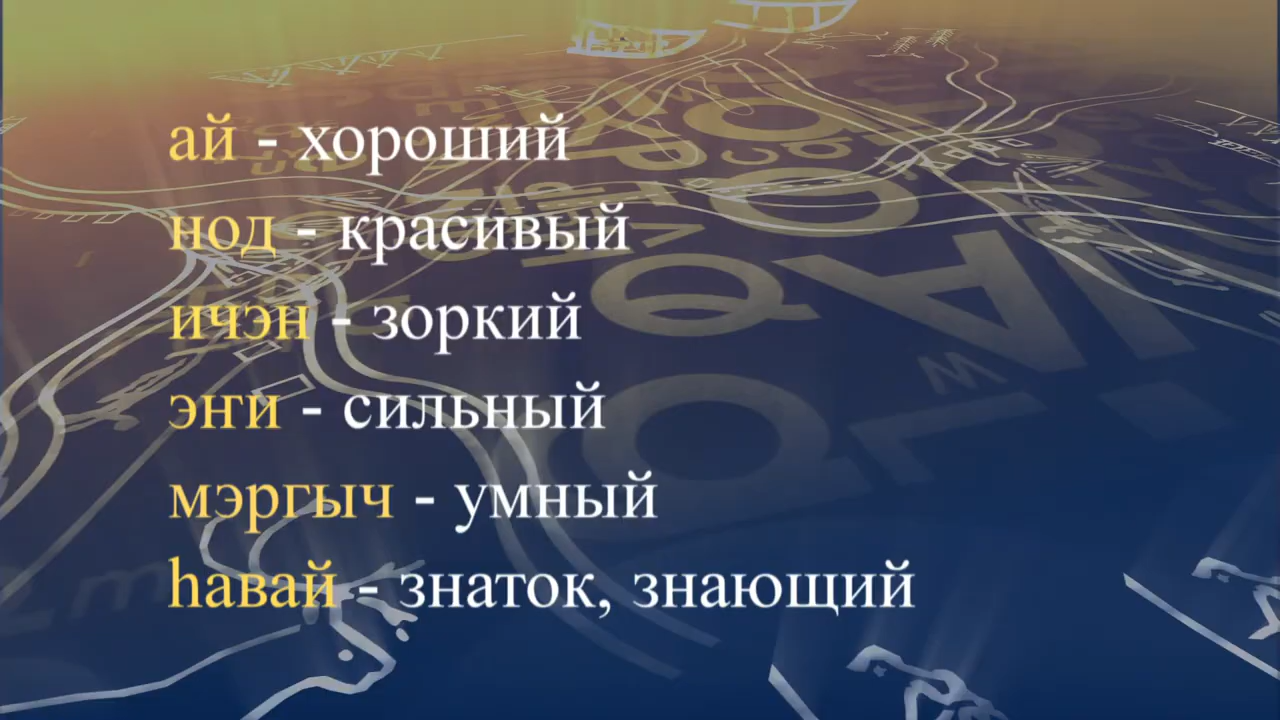 ай - хороший
нод - красивый
ичэн - зоркий
энги - сильный
мэргыч - умный
һавай - знаток, знающий